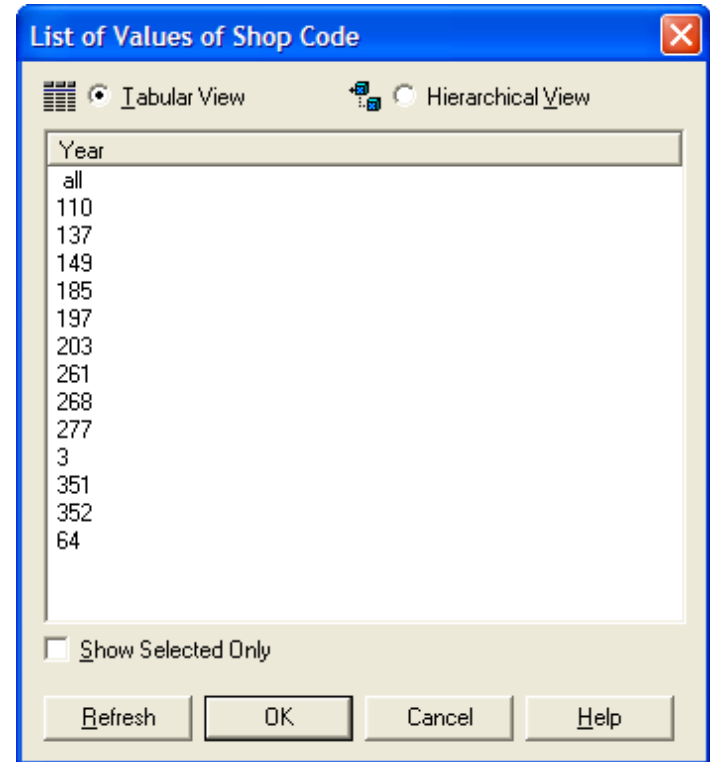 List of Values of Shop Code
Tabular View Hierarchical View
Year
all
110
137
149
185
197
203
261
268
277
3
351
352
64
Show Selected Only
Refresh OK Cancel Help